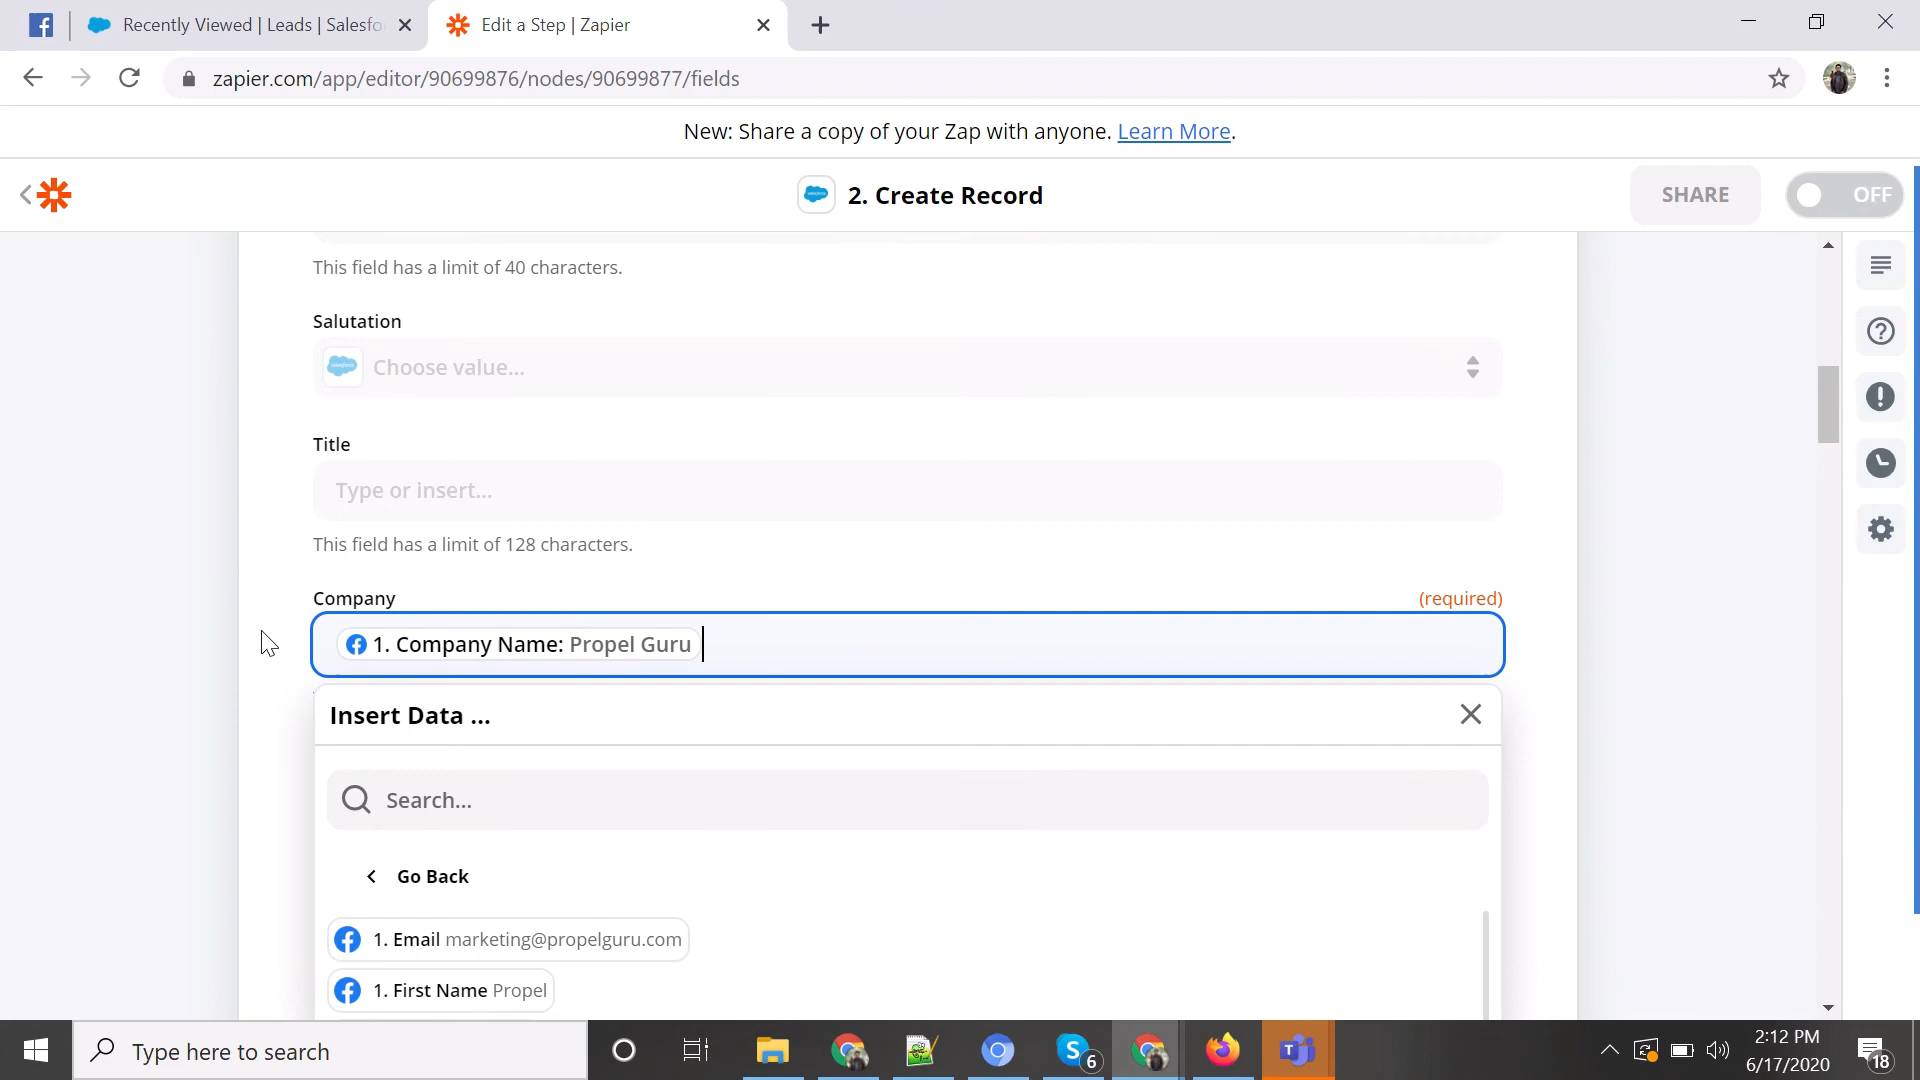 Recently Viewed | Leads | Salesfo
Edit a Step | Zapier
zapier.com/app/editor/90699876/nodes/90699877/fields
New: Share a copy of your Zap with anyone. Learn More.
2. Create Record
SHARE
OFF
This field has a limit of 40 characters.
Salutation
Choose value...
Title
Type or insert...
This field has a limit of 128 characters.
Company
(required)
1. Company Name: Propel Guru
Insert Data ...
Search...
Go Back
1. Email marketing@propelguru.com
1. First Name Propel
Type here to search
6
2:12 PM
6/17/2020
18